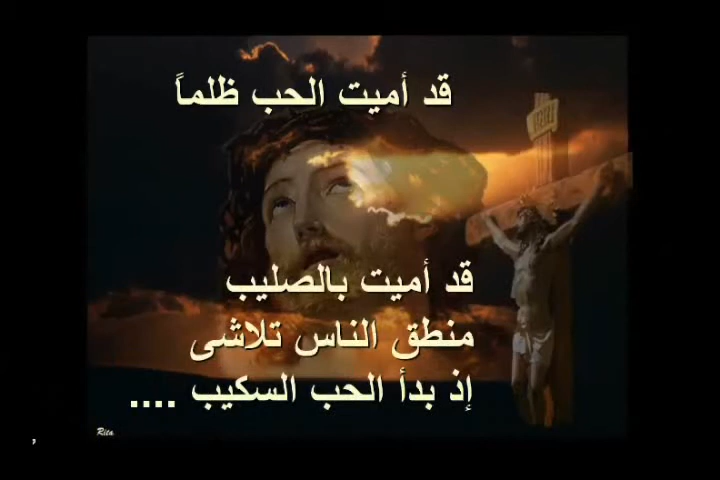 قد أميت الحب ظلماً
قد أميت بالصليب
منطق الناس تلاشى
إذ بدأ الحب السكيب ....
Rita
,